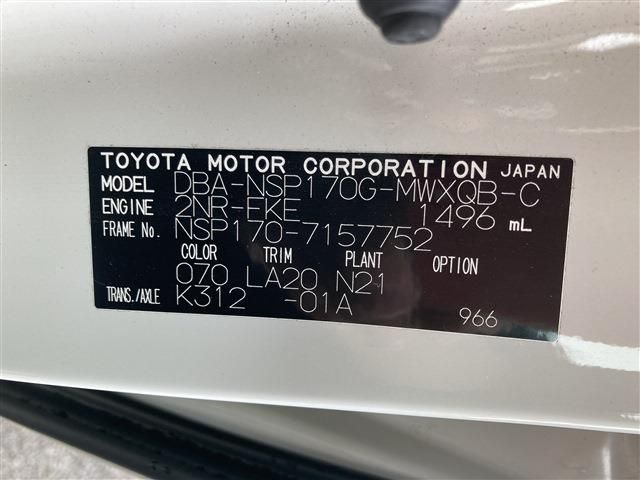 TOYOTA MOTOR CORPORATION JAPAN
MODEL DBA-NSP170G-MWXQB-C
ENGINE 2NR-EKE 1496 mL
FRAME No. NSP170-7157752
COLOR TRIM PLANT OPTION
070 LA20 N21
TRANS./AXLE K312 -01A
966